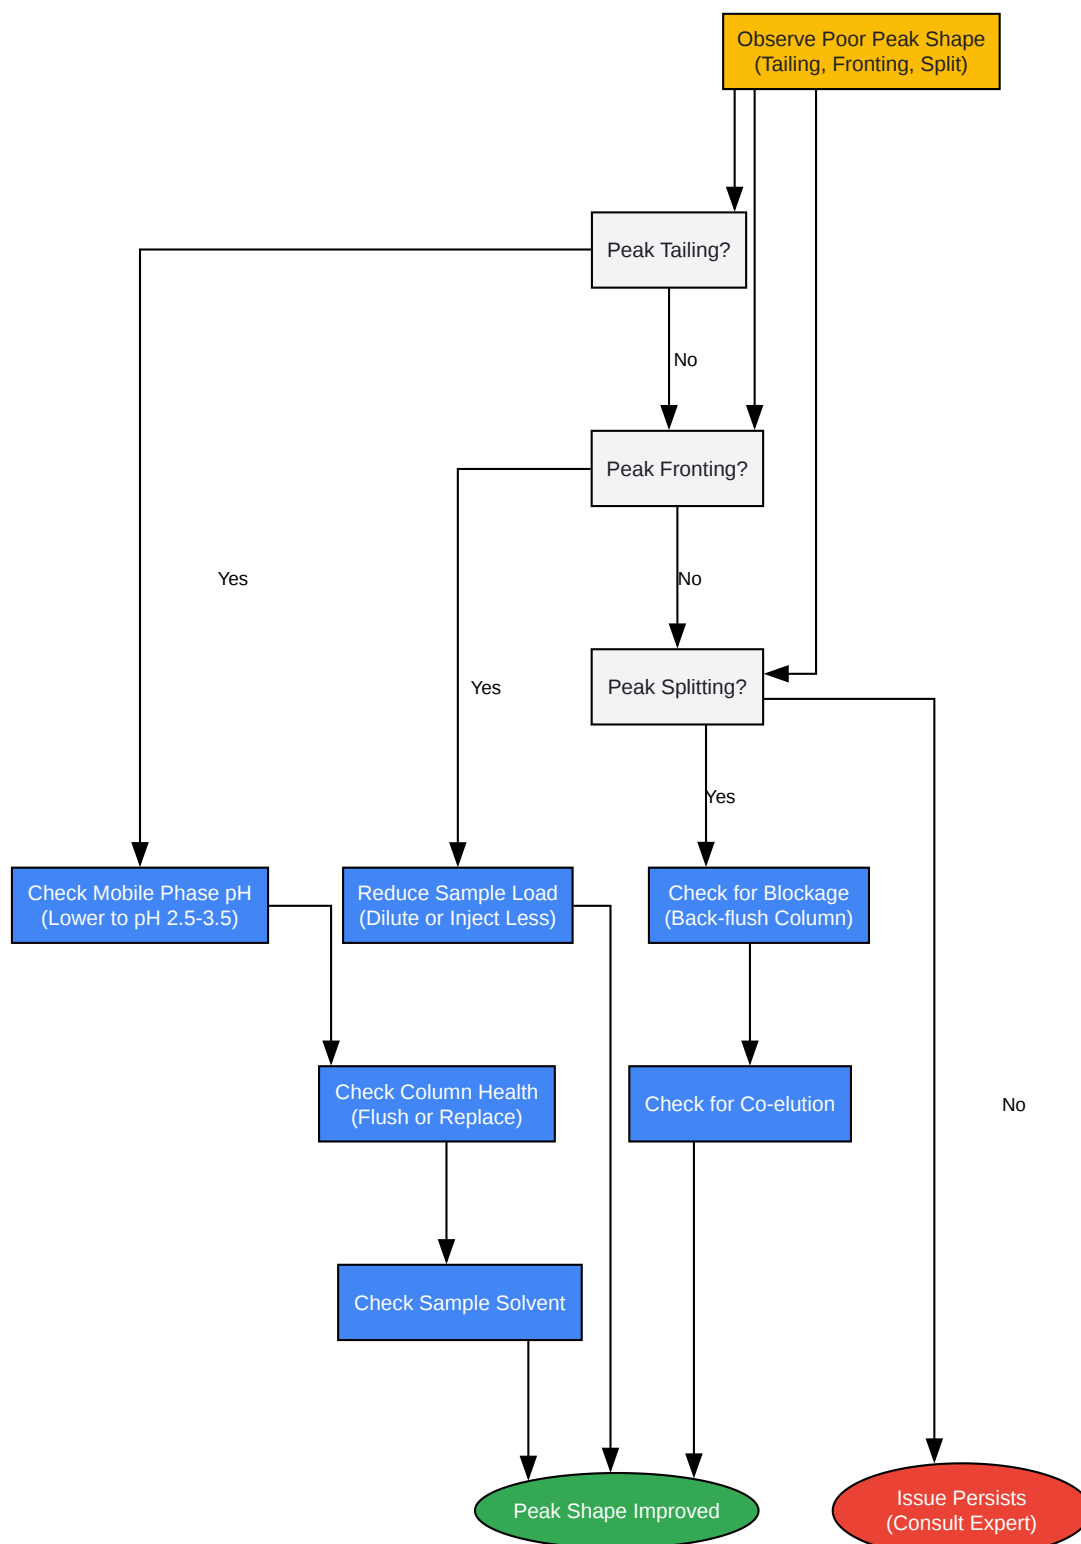 Observe Poor Peak Shape
(Tailing, Fronting, Split)
Peak Tailing?
No
Peak Fronting?
Yes
No
Peak Splitting?
Yes
Yes
Check Mobile Phase pH
(Lower to pH 2.5-3.5)
Reduce Sample Load
(Dilute or Inject Less)
Check for Blockage
(Back-flush Column)
Check Column Health
(Flush or Replace)
Check for Co-elution
No
Check Sample Solvent
Peak Shape Improved
Issue Persists
(Consult Expert)